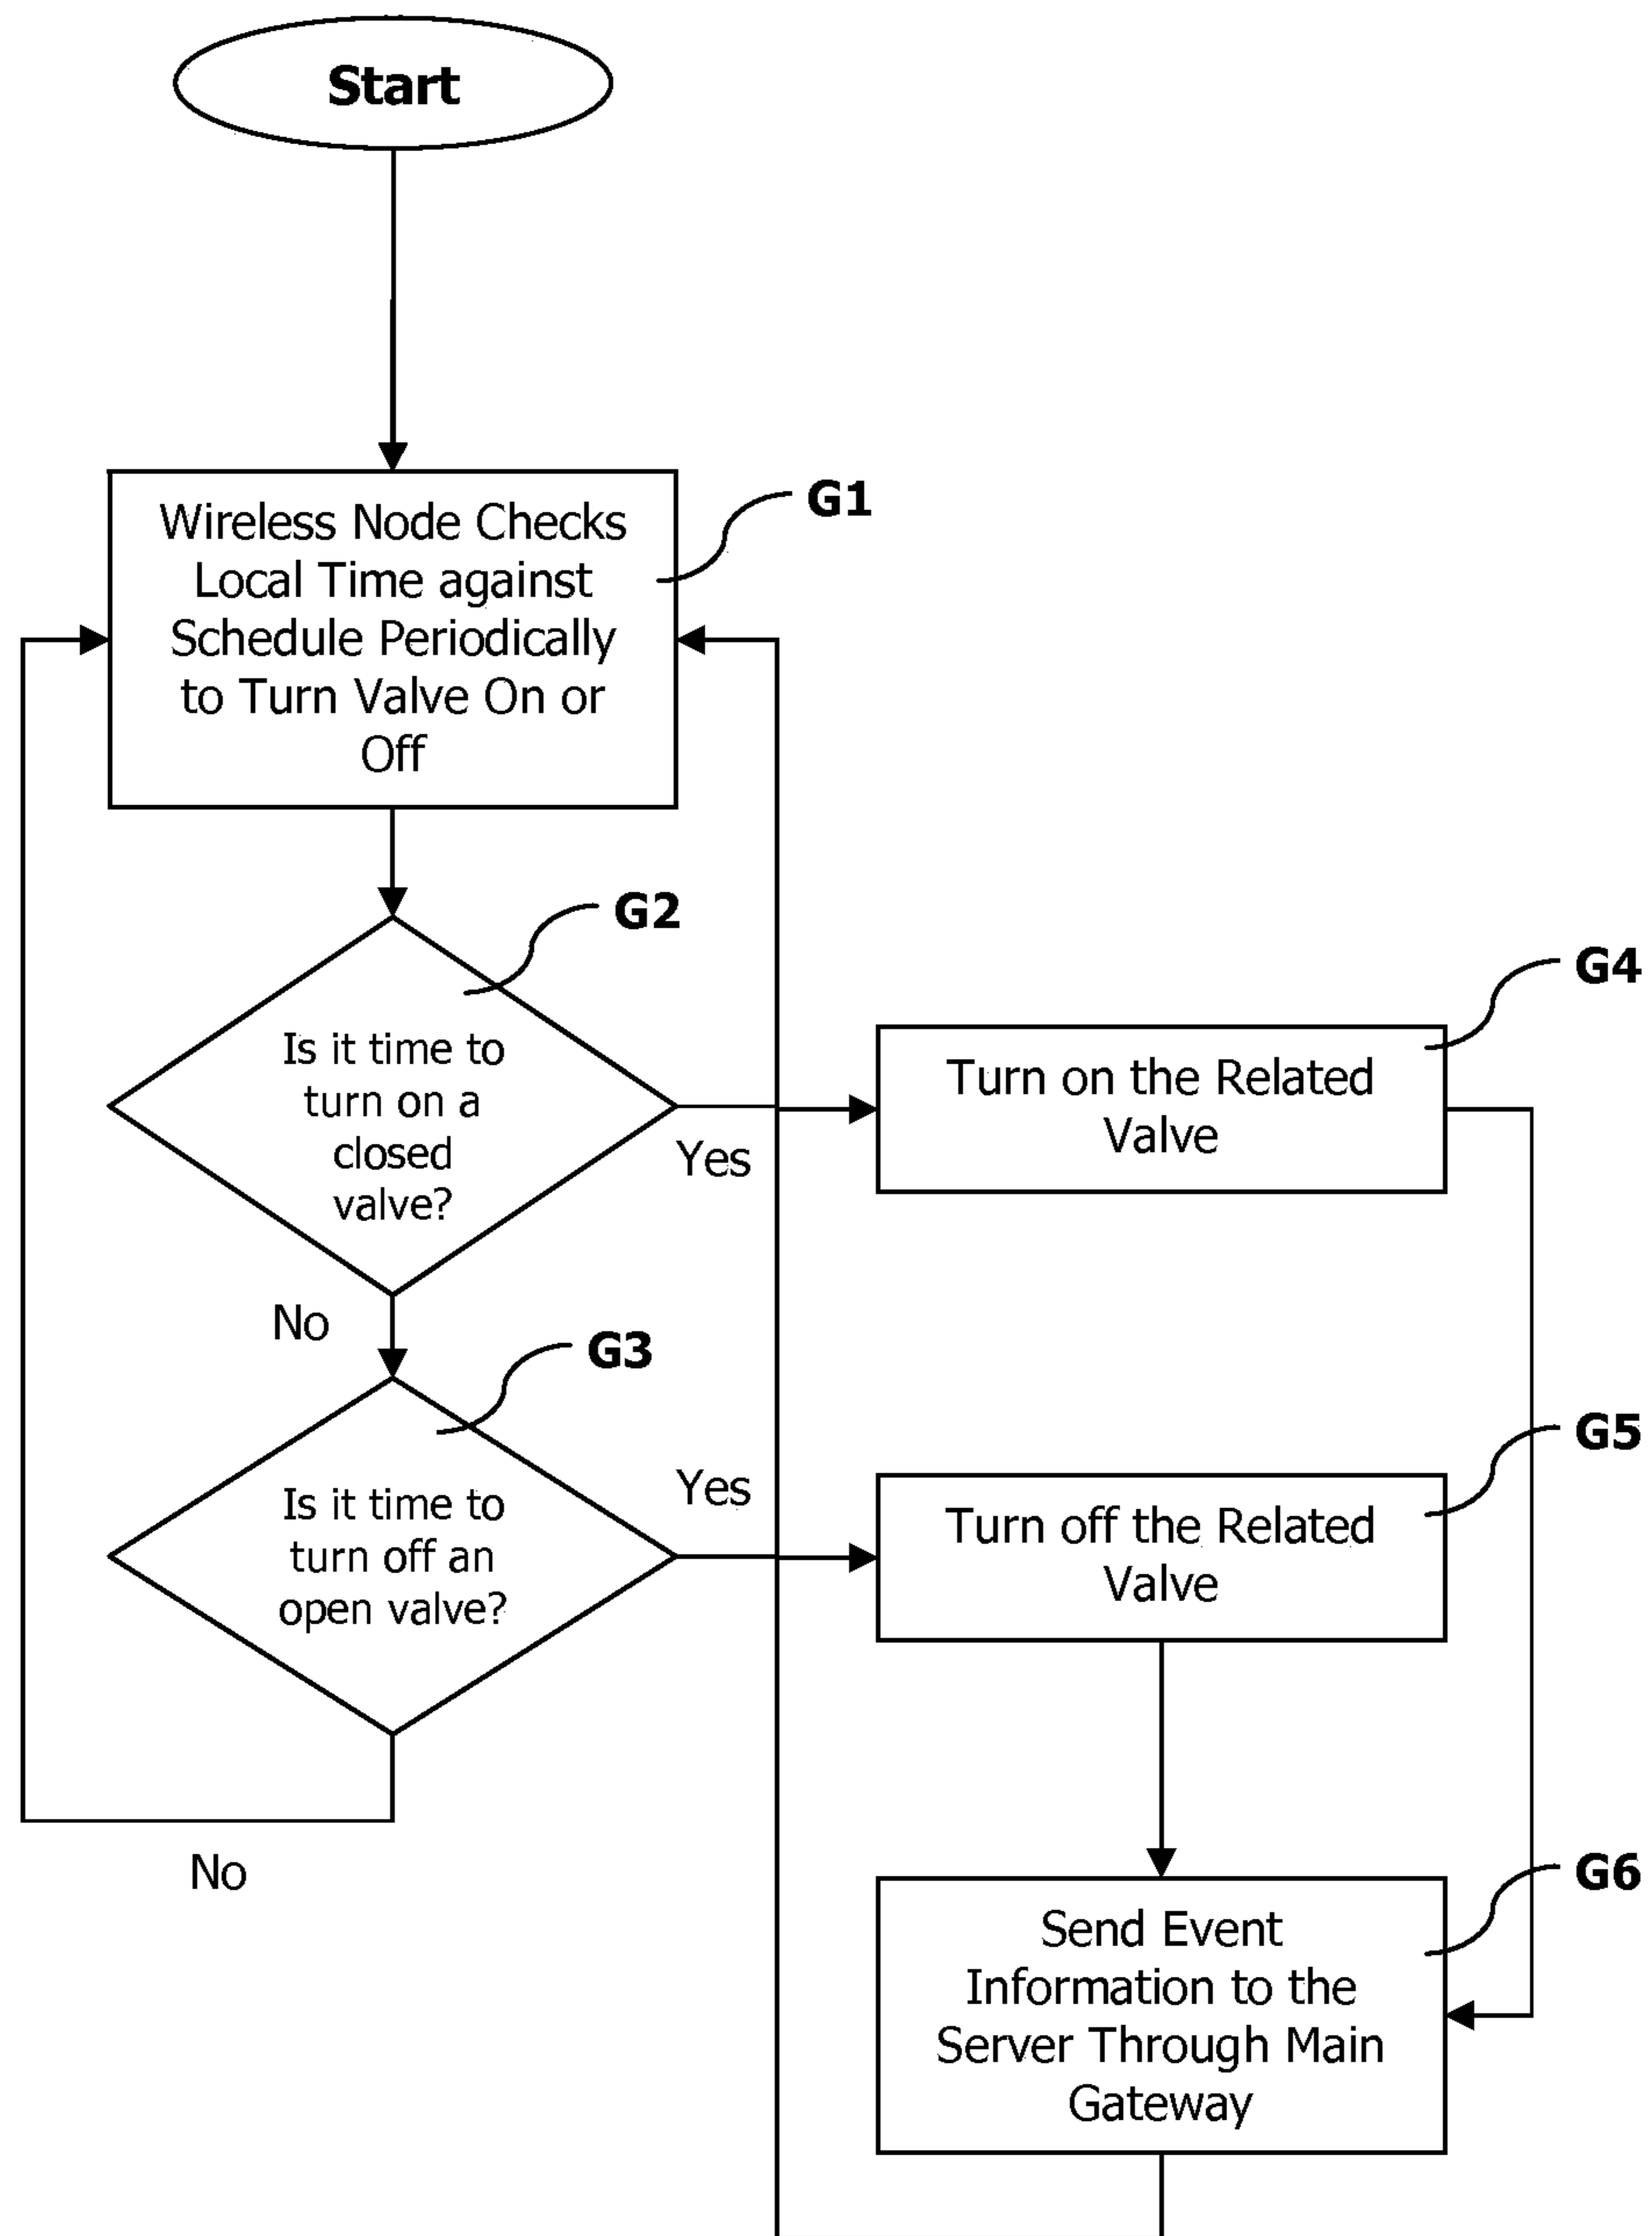 Start
Wireless Node Checks
Local Time against
Schedule Periodically
to Turn Valve On or
Off
G1
G2
Is it time to
turn on a
closed
valve?
Yes
No
G4
Turn on the Related
Valve
G3
Is it time to
turn off an
open valve?
Yes
No
G5
Turn off the Related
Valve
G6
Send Event
Information to the
Server Through Main
Gateway